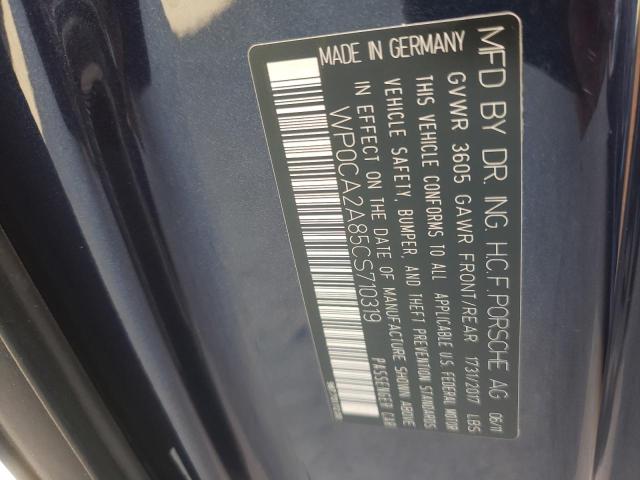 MFD BY DR. ING H.C.F. PORSCHE AG 06/11
GVWR 3605 GAWR FRONT/REAR 1731/2017 LBS
THIS VEHICLE CONFORMS TO ALL APPLICABLE U.S. FEDERAL MOTOR
VEHICLE SAFETY, BUMPER, AND THEFT PREVENTION STANDARDS
IN EFFECT ON THE DATE OF MANUFACTURE SHOWN ABOVE
WP0CA2A85CS710319 PASSENGER CAR
MADE IN GERMANY